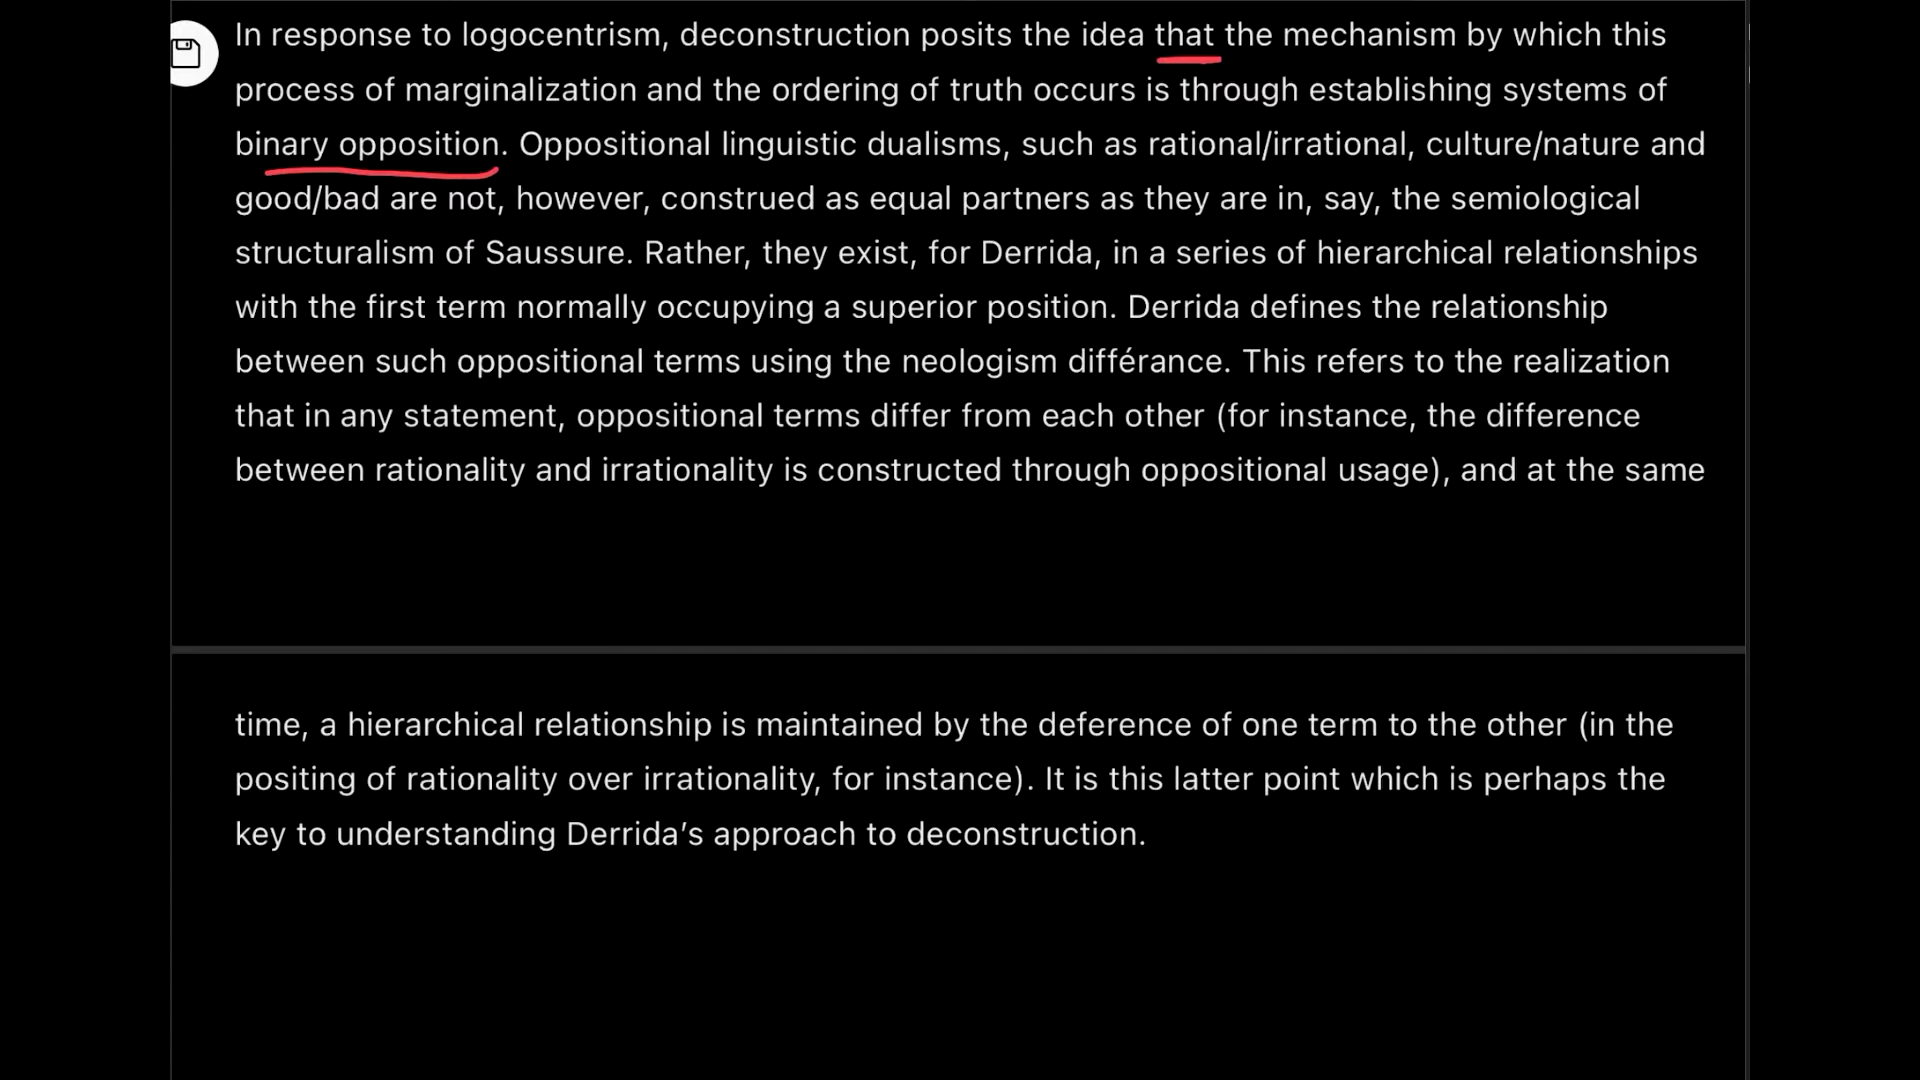 In response to logocentrism, deconstruction posits the idea that the mechanism by which this
process of marginalization and the ordering of truth occurs is through establishing systems of
binary opposition. Oppositional linguistic dualisms, such as rational/irrational, culture/nature and
good/bad are not, however, construed as equal partners as they are in, say, the semiological
structuralism of Saussure. Rather, they exist, for Derrida, in a series of hierarchical relationships
with the first term normally occupying a superior position. Derrida defines the relationship
between such oppositional terms using the neologism différance. This refers to the realization
that in any statement, oppositional terms differ from each other (for instance, the difference
between rationality and irrationality is constructed through oppositional usage), and at the same
time, a hierarchical relationship is maintained by the deference of one term to the other (in the
positing of rationality over irrationality, for instance). It is this latter point which is perhaps the
key to understanding Derrida’s approach to deconstruction.